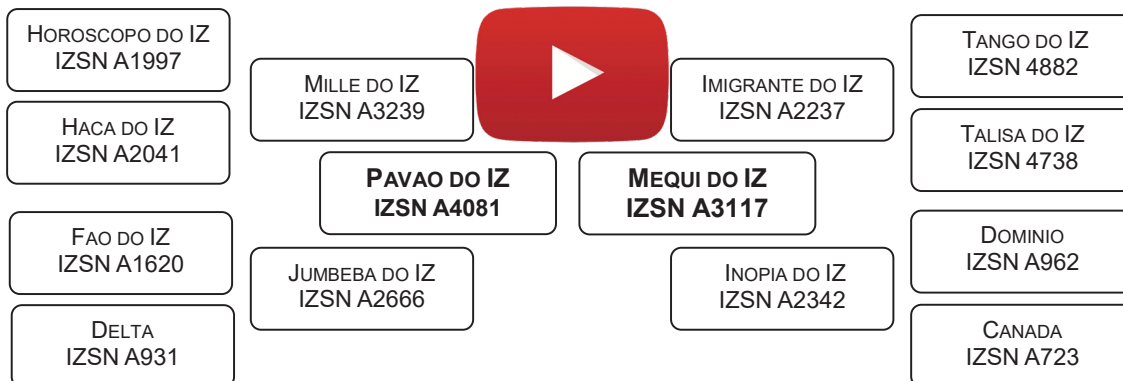 HOROSCOPO DO IZ
IZSN A1997
HACA DO IZ
IZSN A2041
FAO DO IZ
IZSN A1620
DELTA
IZSN A931
MILLE DO IZ
IZSN A3239
JUMBEBA DO IZ
IZSN A2666
PAVAO DO IZ
IZSN A4081
MEQUI DO IZ
IZSN A3117
IMIGRANTE DO IZ
IZSN A2237
INOPIA DO IZ
IZSN A2342
TANGO DO IZ
IZSN 4882
TALISA DO IZ
IZSN 4738
DOMINIO
IZSN A962
CANADA
IZSN A723